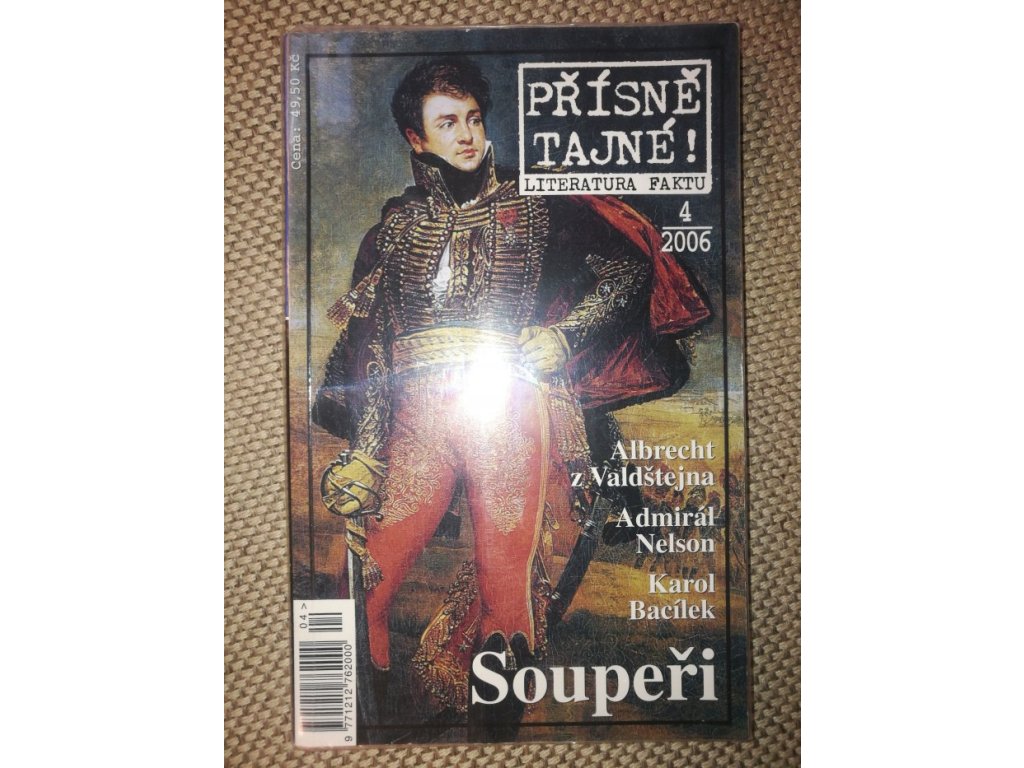 Cena: 49,50 Kč
PŘÍSNĚ
TAJNÉ!
LITERATURA FAKTU
4
2006
Albrecht
z Valdštejna
Admirál
Nelson
Karol
Bacílek
Soupeři
04 >
9 771212 762000